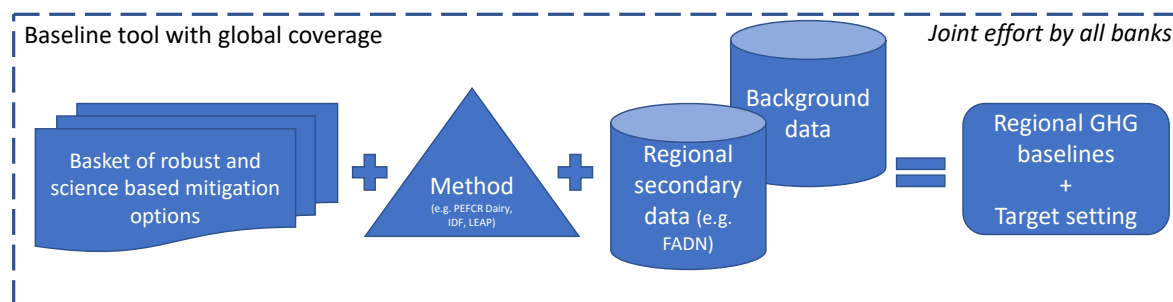 Baseline tool with global coverage
Joint effort by all banks
Basket of robust and
science based mitigation
options
Method
(e.g. PEFCR Dairy,
IDF, LEAP)
Regional
secondary
data (e.g.
FADN)
Background
data
Regional GHG
baselines
+
Target setting